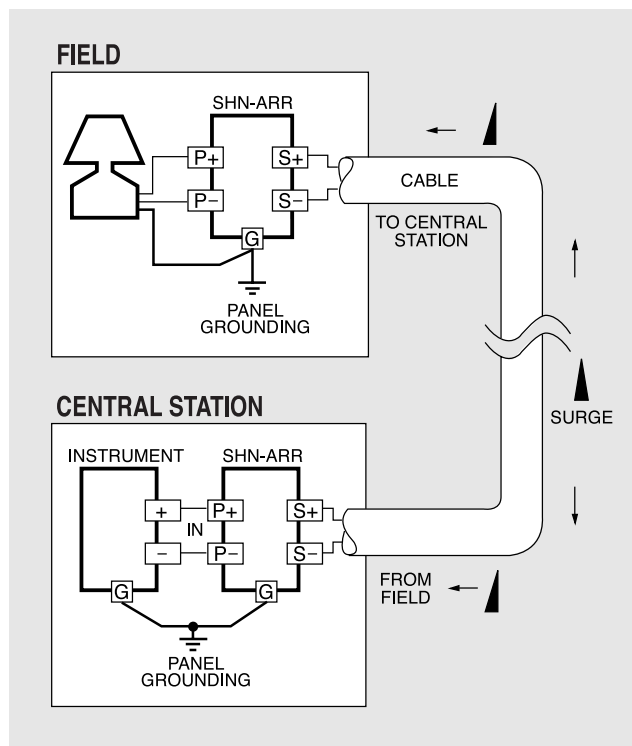 FIELD
SHN-ARR
P+
S+
P–
S–
G
CABLE
TO CENTRAL
STATION
PANEL
GROUNDING
SURGE
CENTRAL STATION
INSTRUMENT
SHN-ARR
+
IN
P+
S+
–
P–
S–
G
G
FROM
FIELD
PANEL
GROUNDING